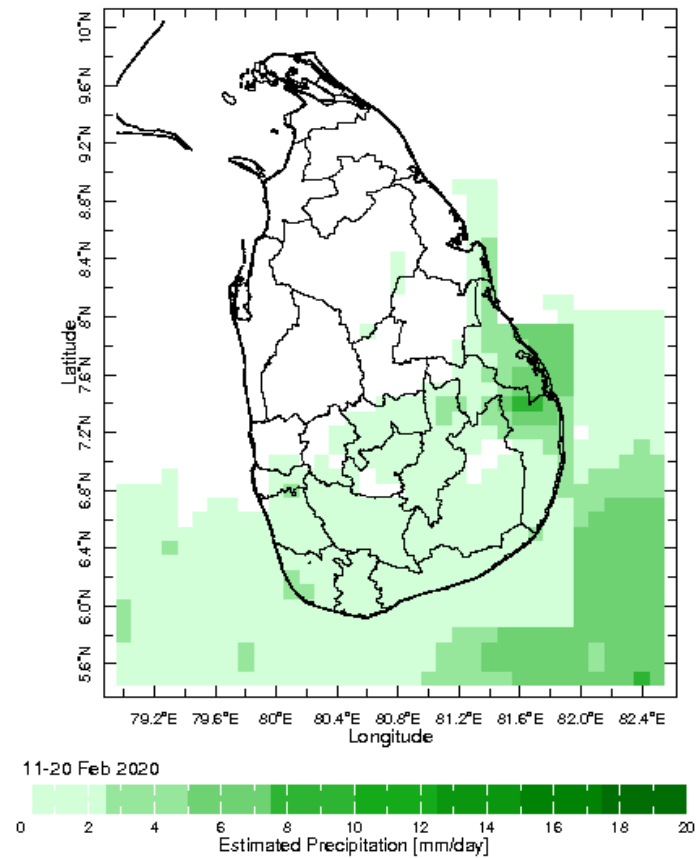 10°N
9.6°N
9.2°N
8.8°N
8.4°N
8°N
7.6°N
7.2°N
6.8°N
6.4°N
6.0°N
5.6°N
Latitude
79.2°E 79.6°E 80°E 80.4°E 80.8°E 81.2°E 81.6°E 82.0°E 82.4°E
Longitude
11-20 Feb 2020
0 2 4 6 8 10 12 14 16 18 20
Estimated Precipitation [mm/day]